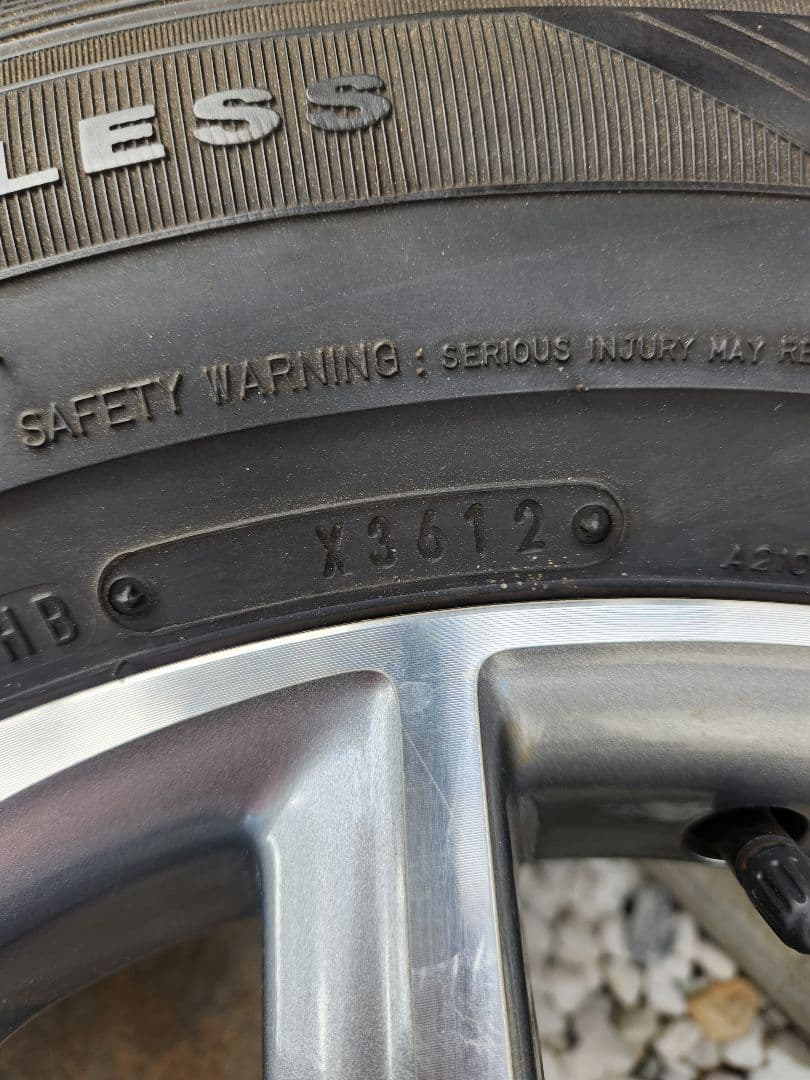 LESS
SAFETY WARNING : SERIOUS INJURY MAY RE
X3612
HB
A210